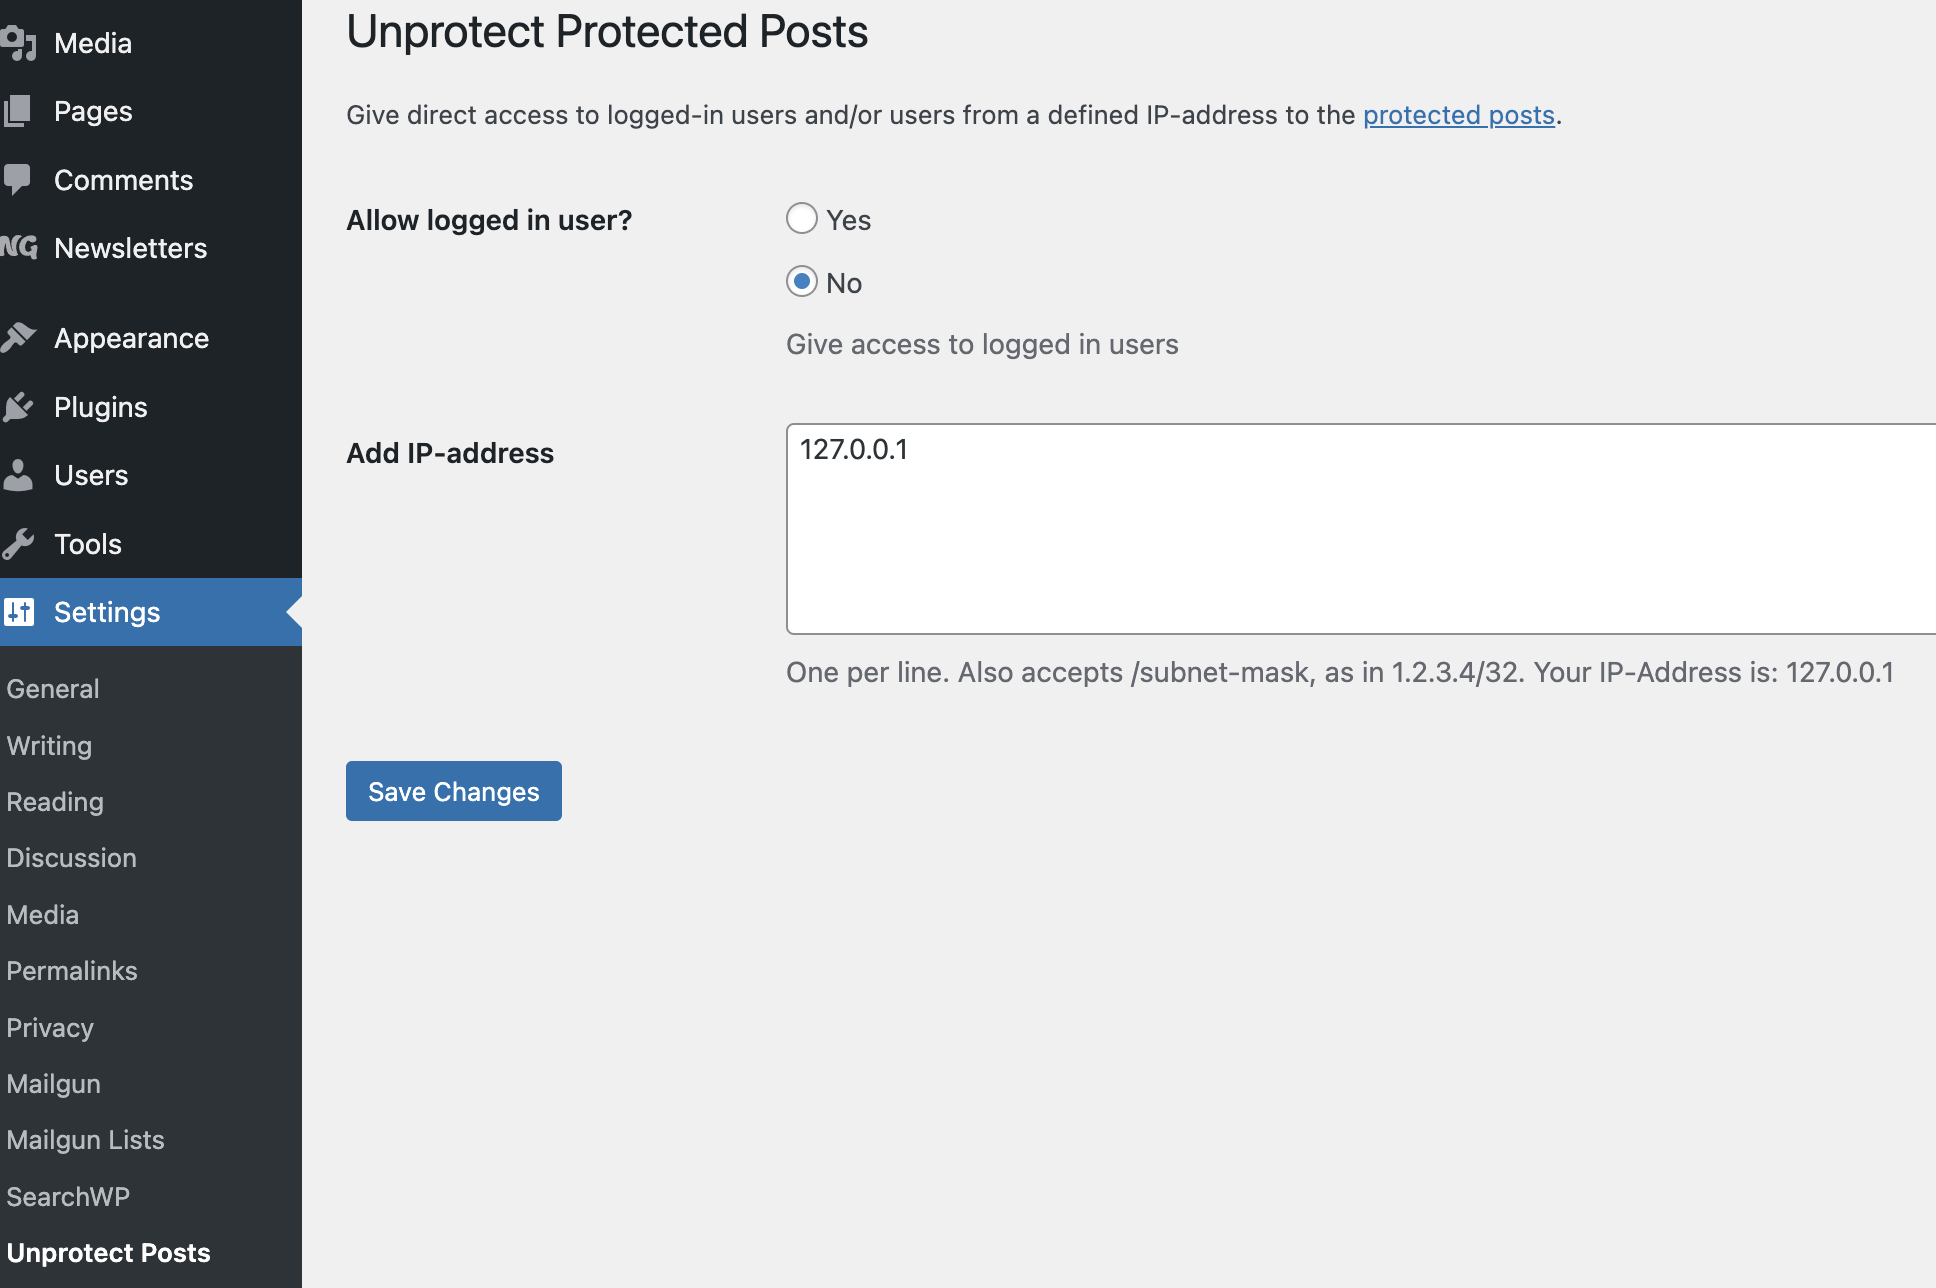 Media
Pages
Comments
NG Newsletters
Appearance
Plugins
Users
Tools
Settings
General
Writing
Reading
Discussion
Media
Permalinks
Privacy
Mailgun
Mailgun Lists
SearchWP
Unprotect Posts
Unprotect Protected Posts
Give direct access to logged-in users and/or users from a defined IP-address to the protected posts.
Allow logged in user?
Yes
No
Give access to logged in users
Add IP-address
127.0.0.1
One per line. Also accepts /subnet-mask, as in 1.2.3.4/32. Your IP-Address is: 127.0.0.1
Save Changes